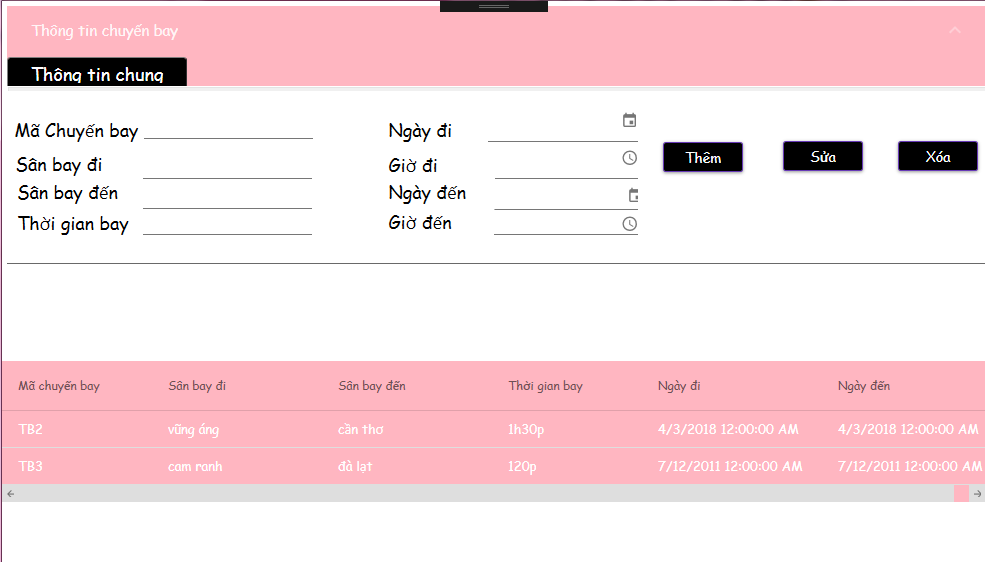 Thông tin chuyến bay
Thông tin chung
Mã Chuyến bay
Ngày đi
Sân bay đi
Giờ đi
Thêm
Sửa
Xóa
Sân bay đến
Ngày đến
Thời gian bay
Giờ đến
Mã chuyến bay Sân bay đi Sân bay đến Thời gian bay Ngày đi Ngày đến
TB2 vũng áng cần thơ 1h30p 4/3/2018 12:00:00 AM 4/3/2018 12:00:00 AM
TB3 cam ranh đà lạt 120p 7/12/2011 12:00:00 AM 7/12/2011 12:00:00 AM